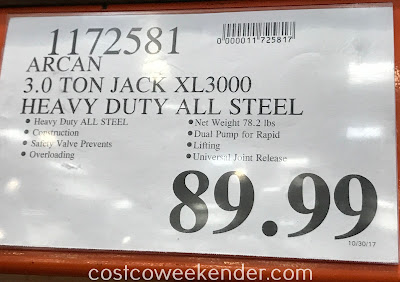 1172581
0000011725817
ARCAN
3.0 TON JACK XL3000
HEAVY DUTY ALL STEEL
• Heavy Duty ALL STEEL
• Construction
• Safety Valve Prevents
• Overloading
• Net Weight 78.2 lbs
• Dual Pump for Rapid
• Lifting
• Universal Joint Release
89.99
10/30/17
costcoweekender.com